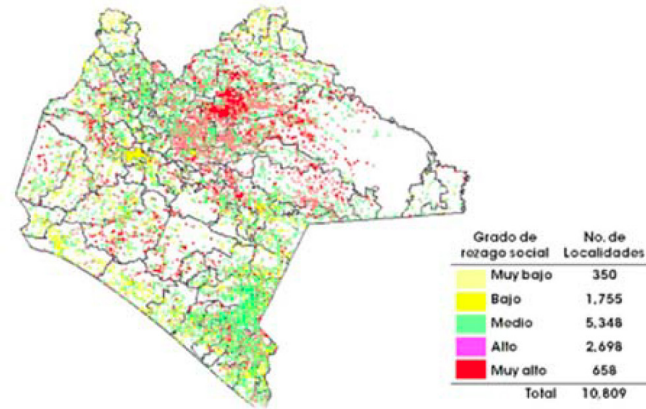 Grado de No. de
rezago social Localidades
Muy bajo 350
Bajo 1,755
Medio 5,348
Alto 2,698
Muy alto 658
Total 10,809